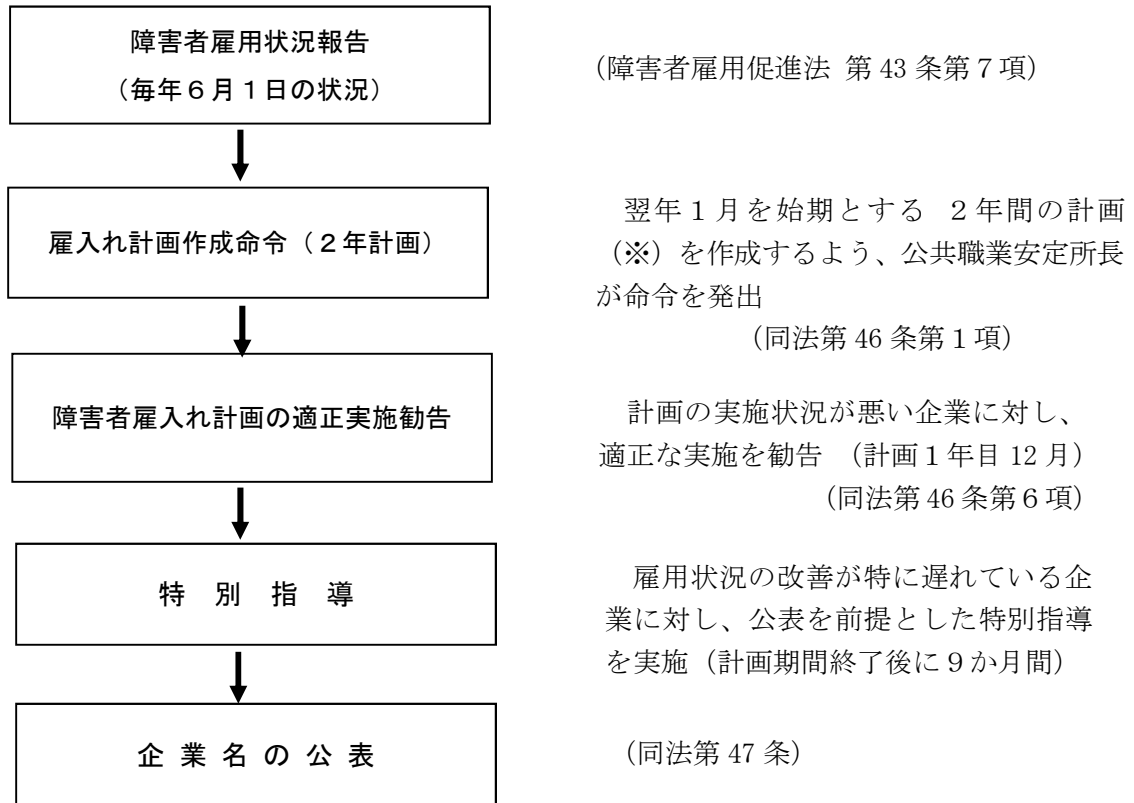 障害者雇用状況報告
（毎年６月１日の状況）
（障害者雇用促進法 第 43 条第７項）
雇入れ計画作成命令（２年計画）
翌年１月を始期とする ２年間の計画
（※）を作成するよう、公共職業安定所長
が命令を発出
（同法第 46 条第１項）
障害者雇入れ計画の適正実施勧告
計画の実施状況が悪い企業に対し、
適正な実施を勧告 （計画１年目 12 月）
（同法第 46 条第６項）
特 別 指 導
雇用状況の改善が特に遅れている企
業に対し、公表を前提とした特別指導
を実施（計画期間終了後に９か月間）
企 業 名 の 公 表
（同法第 47 条）